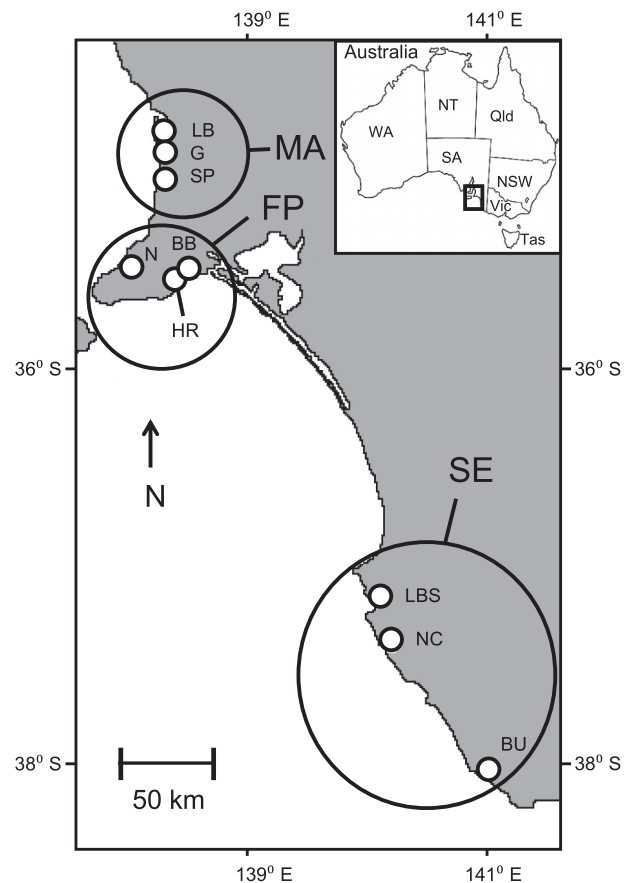 139⁰ E
141⁰ E
Australia
NT
Qld
WA
SA
NSW
Vic
Tas
LB
G
SP
MA
FP
N
BB
HR
36⁰ S
36⁰ S
N
SE
LBS
NC
BU
38⁰ S
38⁰ S
50 km
139⁰ E
141⁰ E